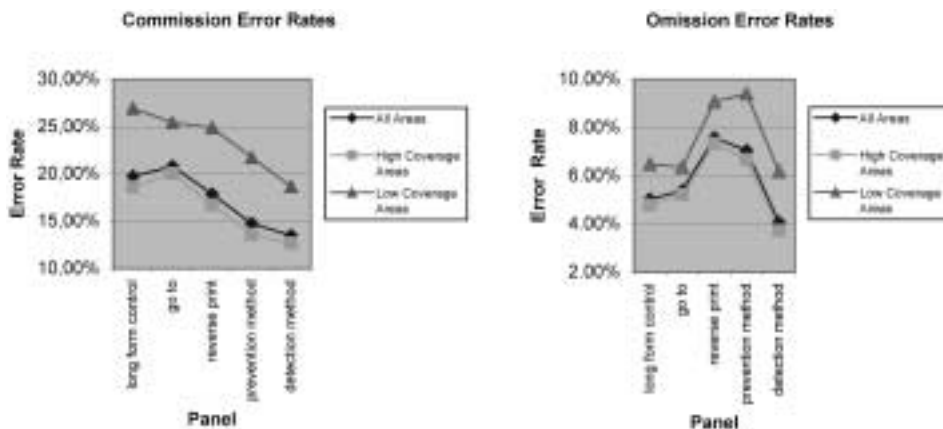 Commission Error Rates
30.00%
25.00%
20.00%
15.00%
10.00%
Error Rate
long form control
go to
reverse print
prevention method
detection method
Panel
All Areas
High Coverage
Areas
Low Coverage
Areas
Omission Error Rates
10.00%
8.00%
6.00%
4.00%
2.00%
Error Rate
long form control
go to
reverse print
prevention method
detection method
Panel
All Areas
High Coverage
Areas
Low Coverage
Areas